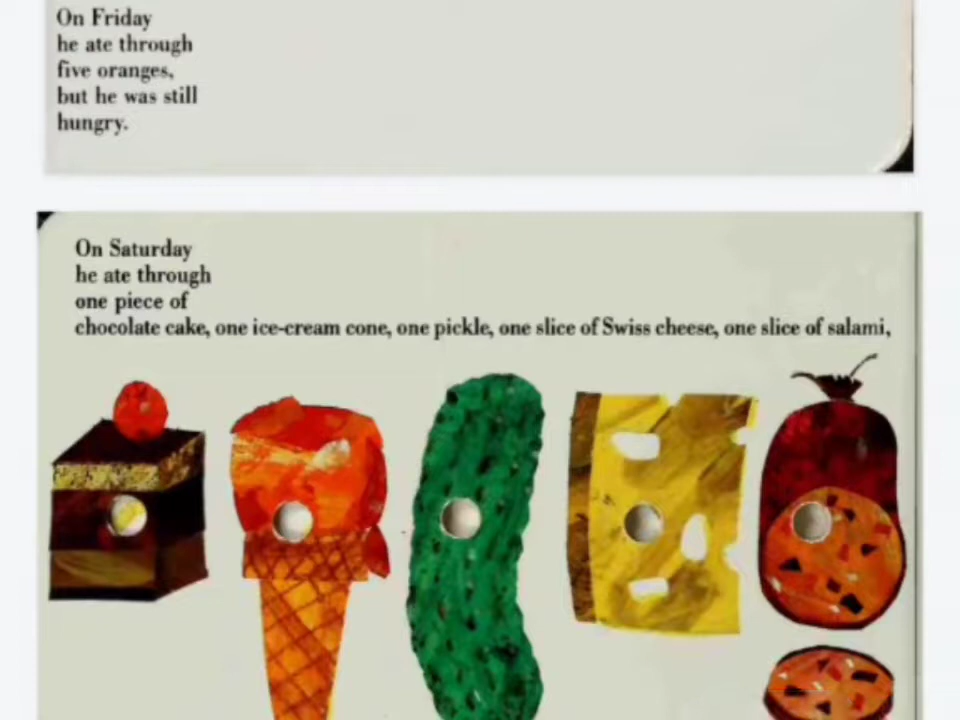 On Friday
he ate through
five oranges,
but he was still
hungry.
On Saturday
he ate through
one piece of
chocolate cake, one ice-cream cone, one pickle, one slice of Swiss cheese, one slice of salami,